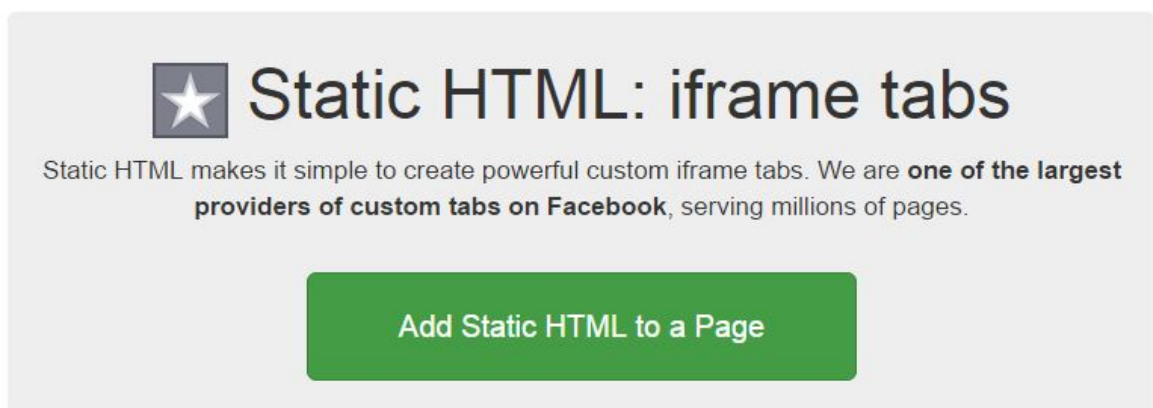 Static HTML: iframe tabs
Static HTML makes it simple to create powerful custom iframe tabs. We are one of the largest
providers of custom tabs on Facebook, serving millions of pages.
Add Static HTML to a Page